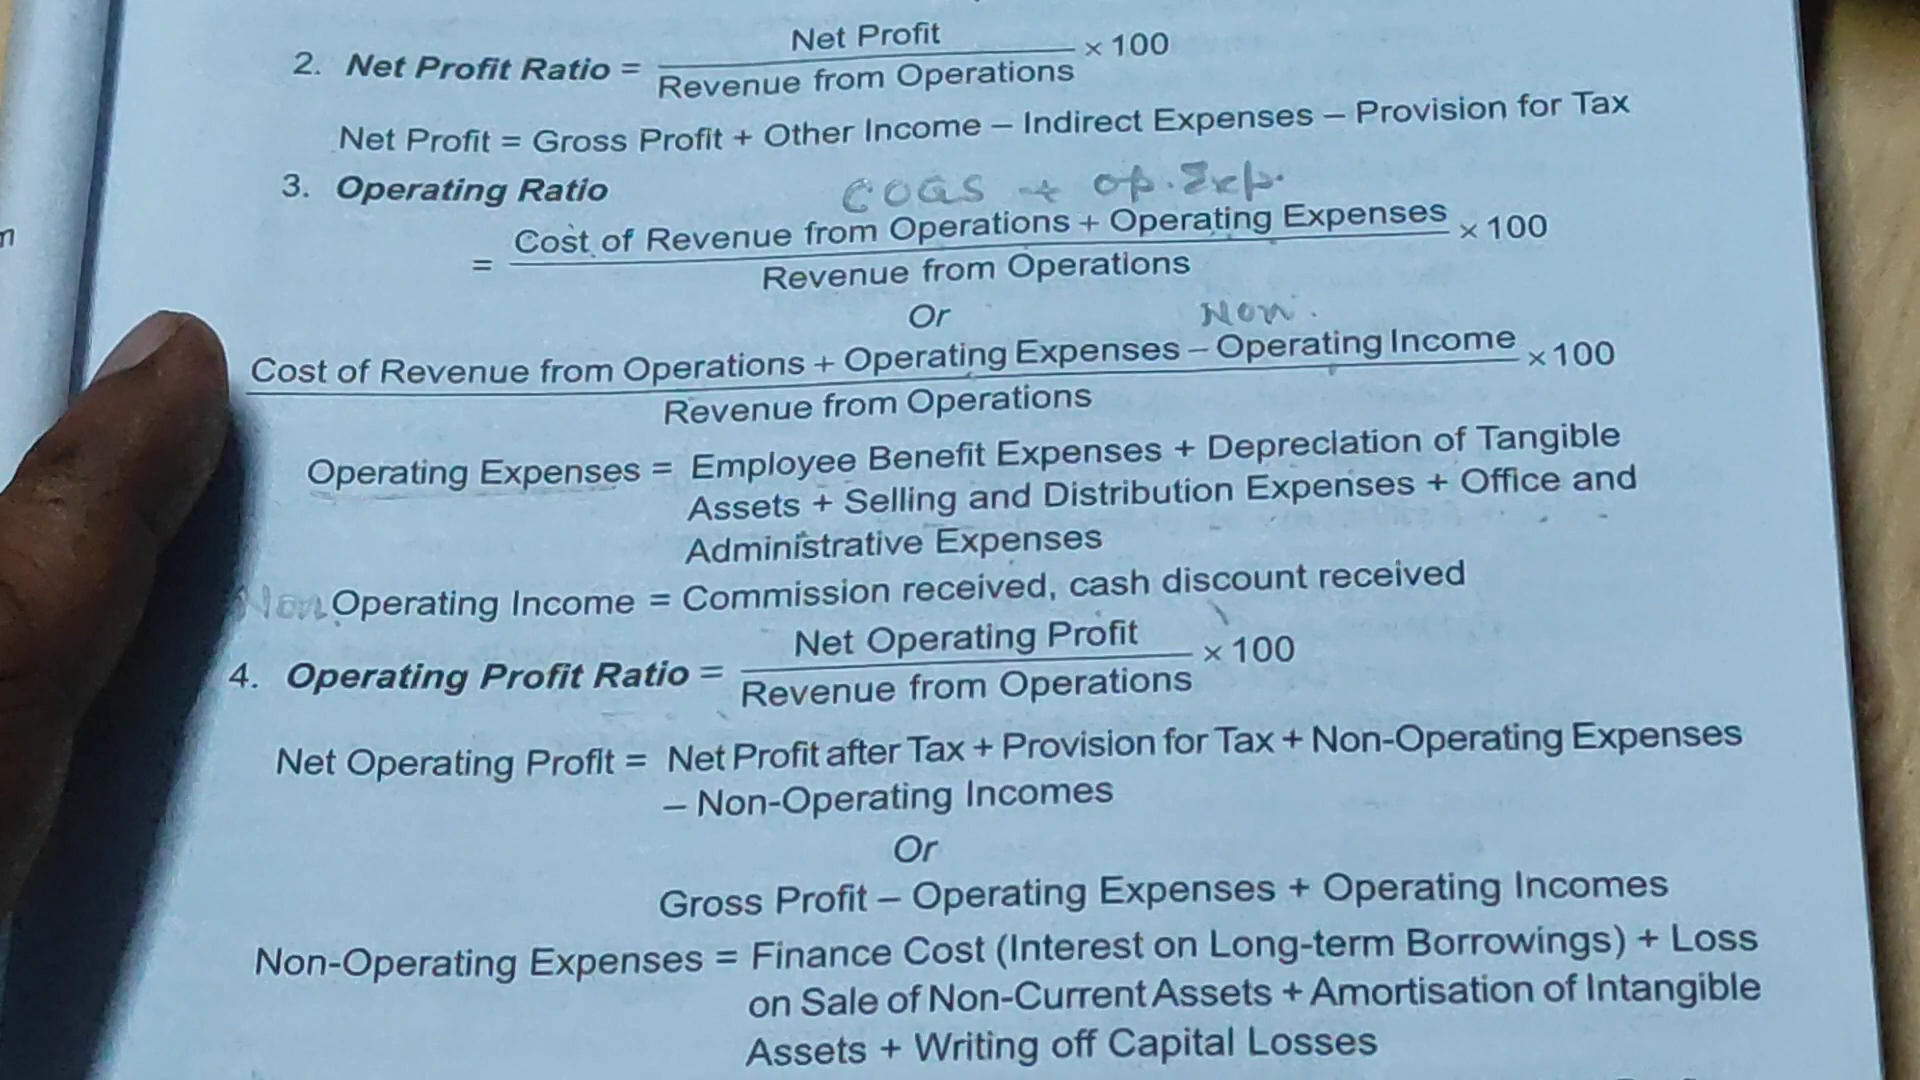 2. Net Profit Ratio = Net Profit / Revenue from Operations × 100
Net Profit = Gross Profit + Other Income – Indirect Expenses – Provision for Tax
3. Operating Ratio
COGS + op. Exp.
= Cost of Revenue from Operations + Operating Expenses / Revenue from Operations × 100
Or
Non
Cost of Revenue from Operations + Operating Expenses – Operating Income / Revenue from Operations × 100
Operating Expenses = Employee Benefit Expenses + Depreciation of Tangible
Assets + Selling and Distribution Expenses + Office and
Administrative Expenses
Non Operating Income = Commission received, cash discount received
4. Operating Profit Ratio = Net Operating Profit / Revenue from Operations × 100
Net Operating Profit = Net Profit after Tax + Provision for Tax + Non-Operating Expenses
– Non-Operating Incomes
Or
Gross Profit – Operating Expenses + Operating Incomes
Non-Operating Expenses = Finance Cost (Interest on Long-term Borrowings) + Loss
on Sale of Non-Current Assets + Amortisation of Intangible
Assets + Writing off Capital Losses